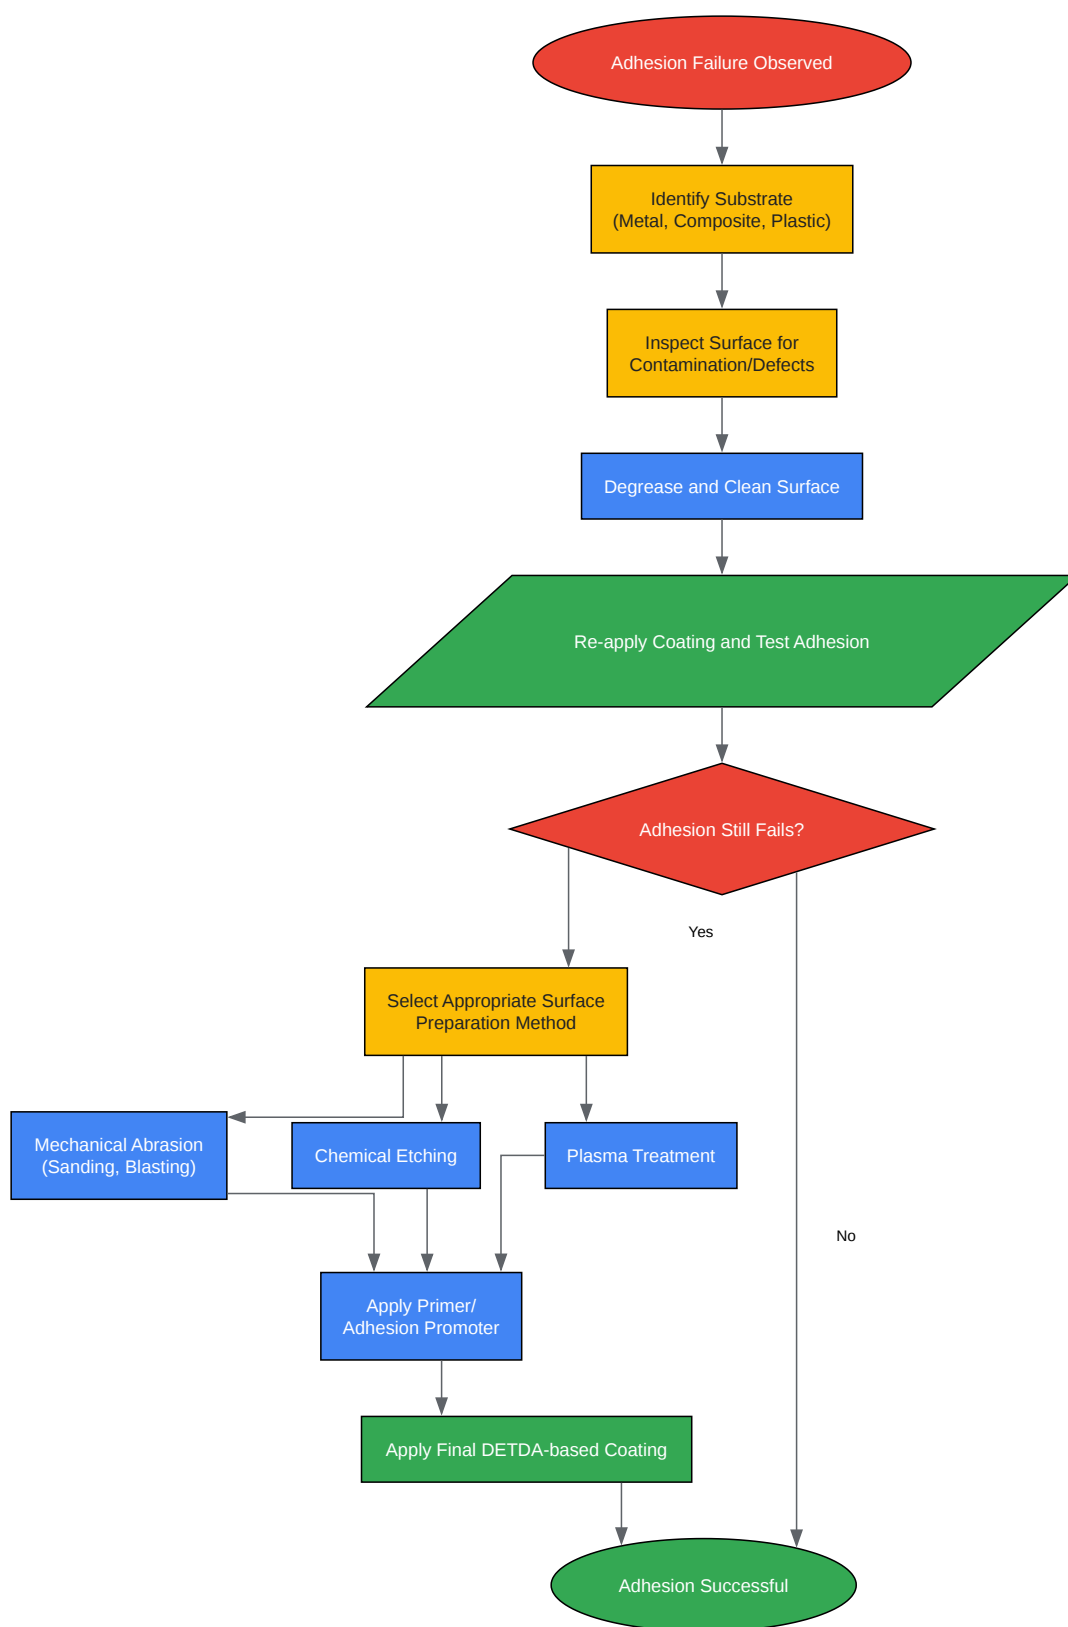 Adhesion Failure Observed
Identify Substrate
(Metal, Composite, Plastic)
Inspect Surface for
Contamination/Defects
Degrease and Clean Surface
Re-apply Coating and Test Adhesion
Adhesion Still Fails?
Yes
Select Appropriate Surface
Preparation Method
Mechanical Abrasion
(Sanding, Blasting)
Chemical Etching
Plasma Treatment
No
Apply Primer/
Adhesion Promoter
Apply Final DETDA-based Coating
Adhesion Successful